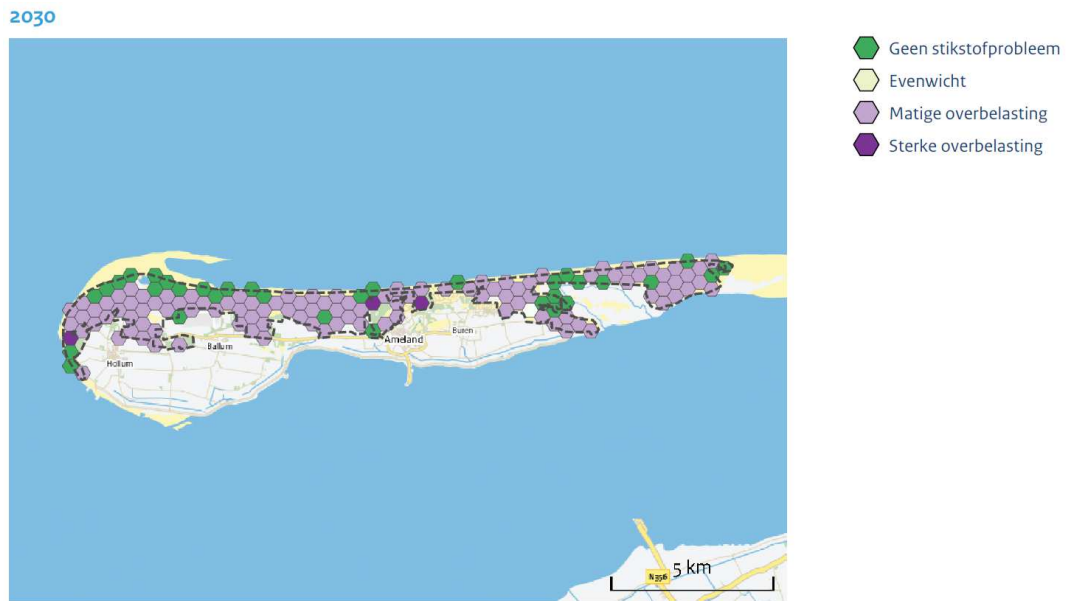 2030
Geen stikstofprobleem
Evenwicht
Matige overbelasting
Sterke overbelasting
Buren
Ameland
Ballum
Hollum
5 km
N356